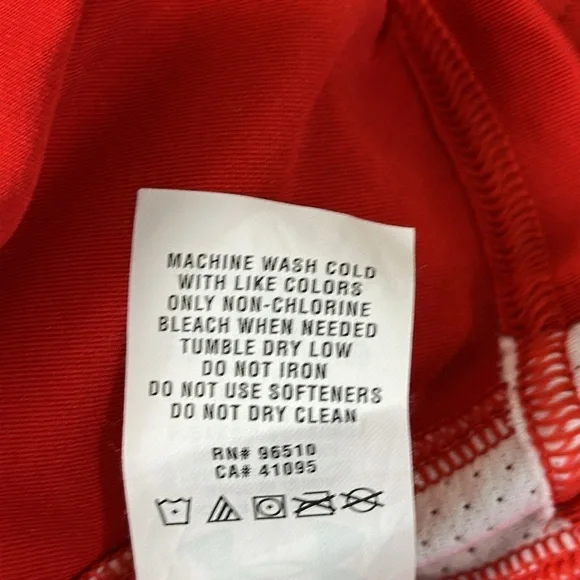 MACHINE WASH COLD
WITH LIKE COLORS
ONLY NON-CHLORINE
BLEACH WHEN NEEDED
TUMBLE DRY LOW
DO NOT IRON
DO NOT USE SOFTENERS
DO NOT DRY CLEAN
RN# 96510
CA# 41095